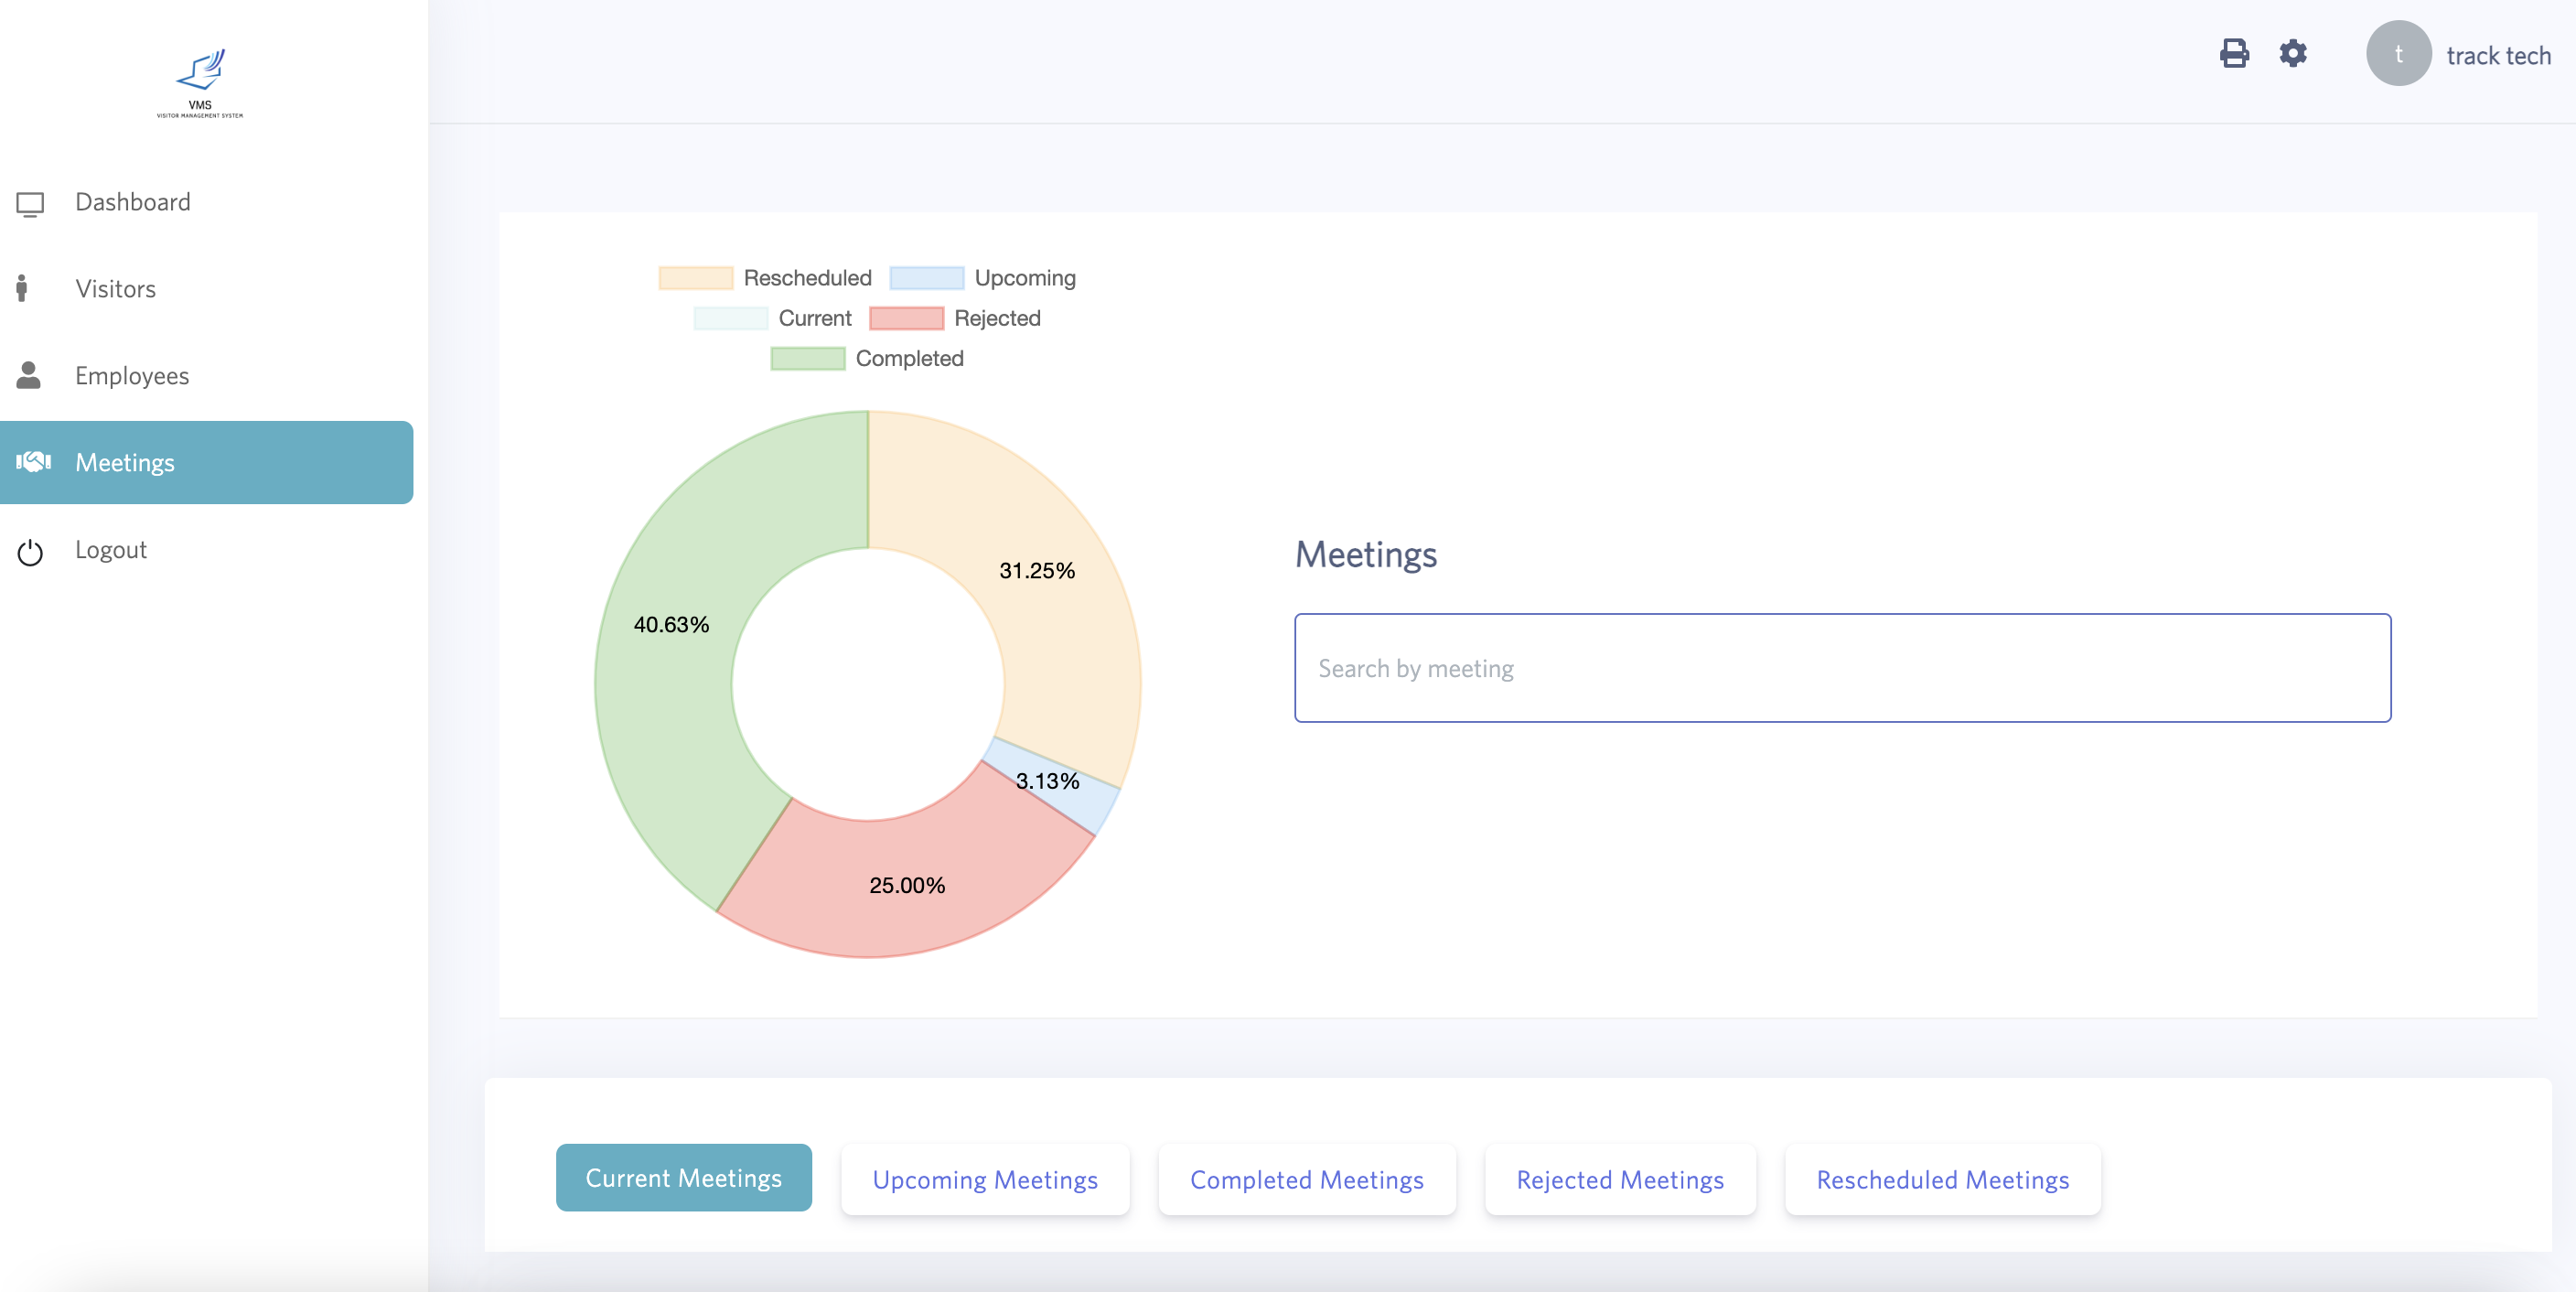 VMS
VISITOR MANAGEMENT SYSTEM
Dashboard
Visitors
Employees
Meetings
Logout
t track tech
Rescheduled Upcoming
Current Rejected
Completed
31.25%
40.63%
3.13%
25.00%
Meetings
Search by meeting
Current Meetings Upcoming Meetings Completed Meetings Rejected Meetings Rescheduled Meetings